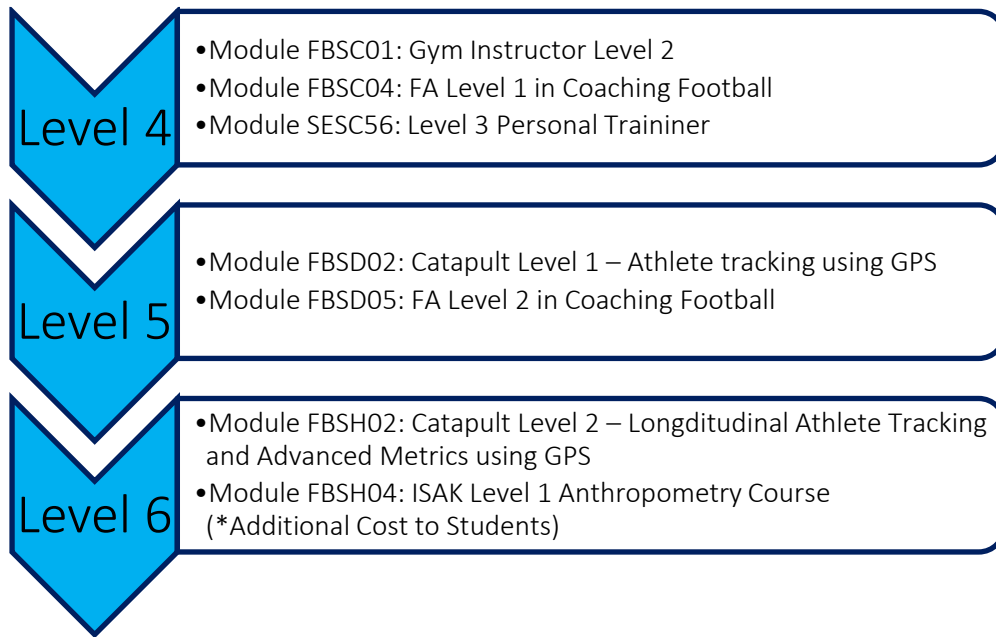 Level 4
•Module FBSC01: Gym Instructor Level 2
•Module FBSC04: FA Level 1 in Coaching Football
•Module SESC56: Level 3 Personal Traininer
Level 5
•Module FBSD02: Catapult Level 1 – Athlete tracking using GPS
•Module FBSD05: FA Level 2 in Coaching Football
Level 6
•Module FBSH02: Catapult Level 2 – Longditudinal Athlete Tracking
and Advanced Metrics using GPS
•Module FBSH04: ISAK Level 1 Anthropometry Course
(*Additional Cost to Students)